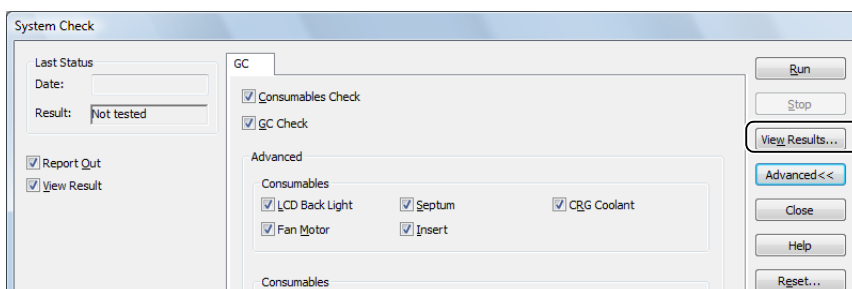 System Check
Last Status
Date:
Result: Not tested
Report Out
View Result
GC
Consumables Check
GC Check
Advanced
Consumables
LCD Back Light Septum CRG Coolant
Fan Motor Insert
Consumables
Run
Stop
View Results...
Advanced<<
Close
Help
Reset...